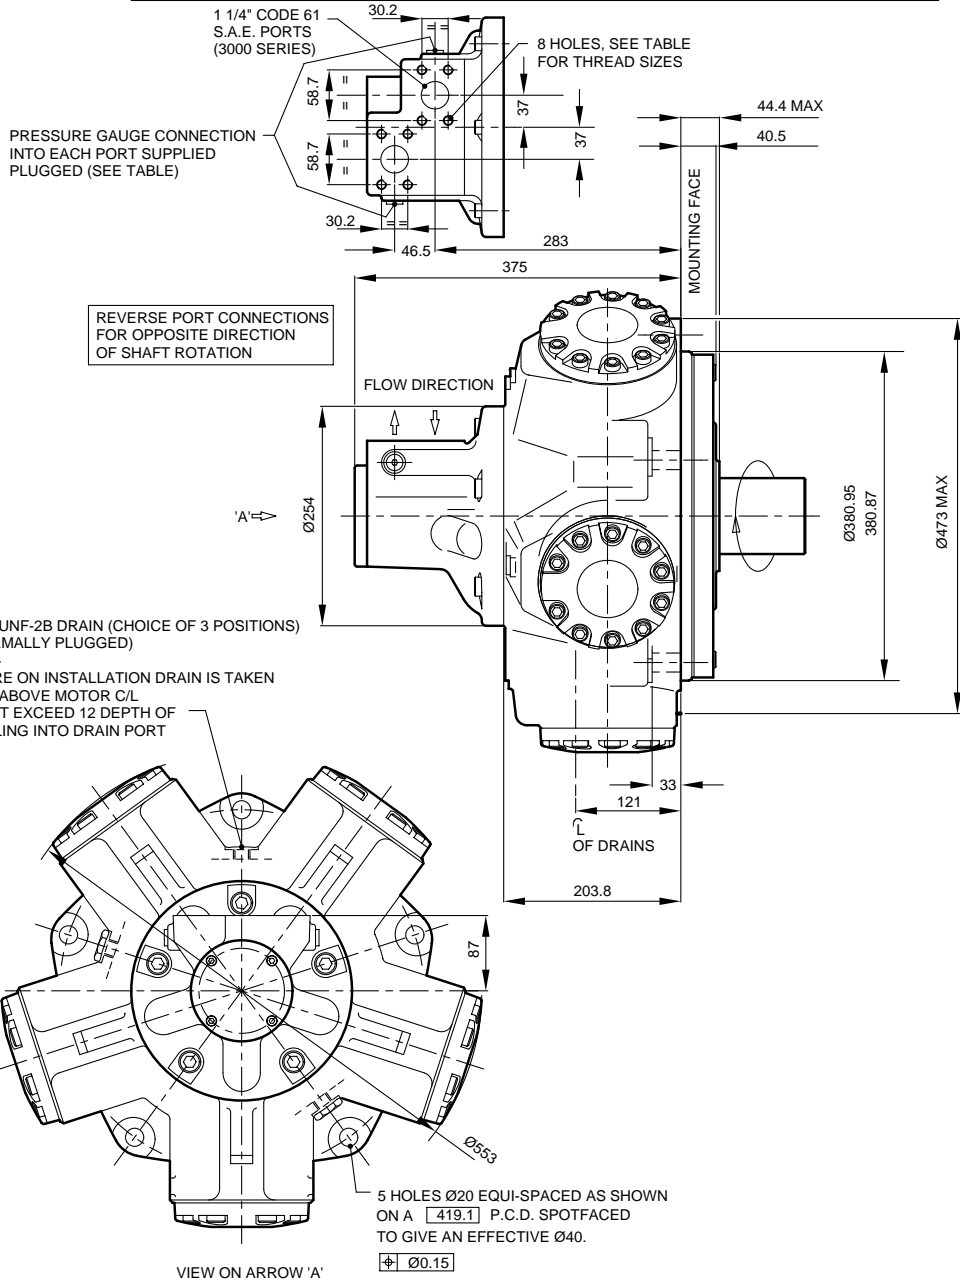 1 1/4" CODE 61
S.A.E. PORTS
(3000 SERIES)
30.2
8 HOLES, SEE TABLE
FOR THREAD SIZES
58.7
=
=
37
37
44.4 MAX
40.5
PRESSURE GAUGE CONNECTION
INTO EACH PORT SUPPLIED
PLUGGED (SEE TABLE)
58.7
=
=
30.2
46.5
283
375
MOUNTING FACE
REVERSE PORT CONNECTIONS
FOR OPPOSITE DIRECTION
OF SHAFT ROTATION
FLOW DIRECTION
'A'
Ø254
Ø380.95
380.87
Ø473 MAX
UNF-2B DRAIN (CHOICE OF 3 POSITIONS)
MALLY PLUGGED)
RE ON INSTALLATION DRAIN IS TAKEN
ABOVE MOTOR C/L
T EXCEED 12 DEPTH OF
LING INTO DRAIN PORT
33
121
CL
OF DRAINS
203.8
87
Ø553
5 HOLES Ø20 EQUI-SPACED AS SHOWN
ON A 419.1 P.C.D. SPOTFACED
TO GIVE AN EFFECTIVE Ø40.
⌖ Ø0.15
VIEW ON ARROW 'A'